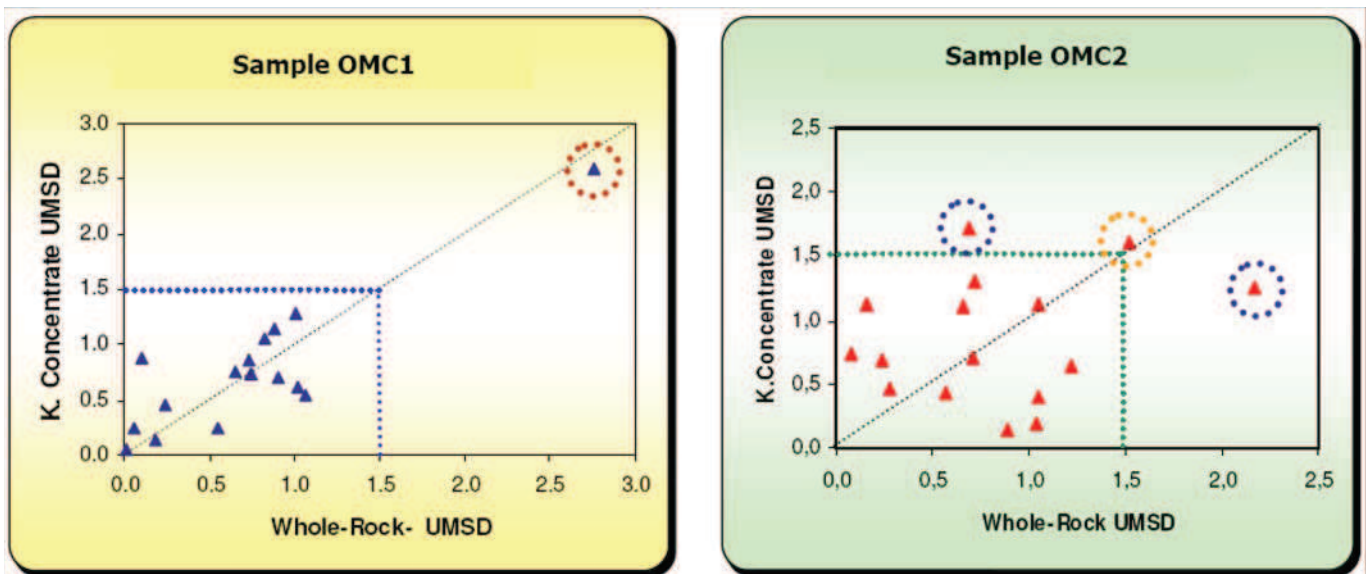 Sample OMC1
K. Concentrate UMSD
3.0
2.5
2.0
1.5
1.0
0.5
0.0
0.0 0.5 1.0 1.5 2.0 2.5 3.0
Whole-Rock- UMSD
Sample OMC2
K.Concentrate UMSD
2,5
2,0
1,5
1,0
0,5
0,0
0,0 0,5 1,0 1,5 2,0 2,5
Whole-Rock UMSD